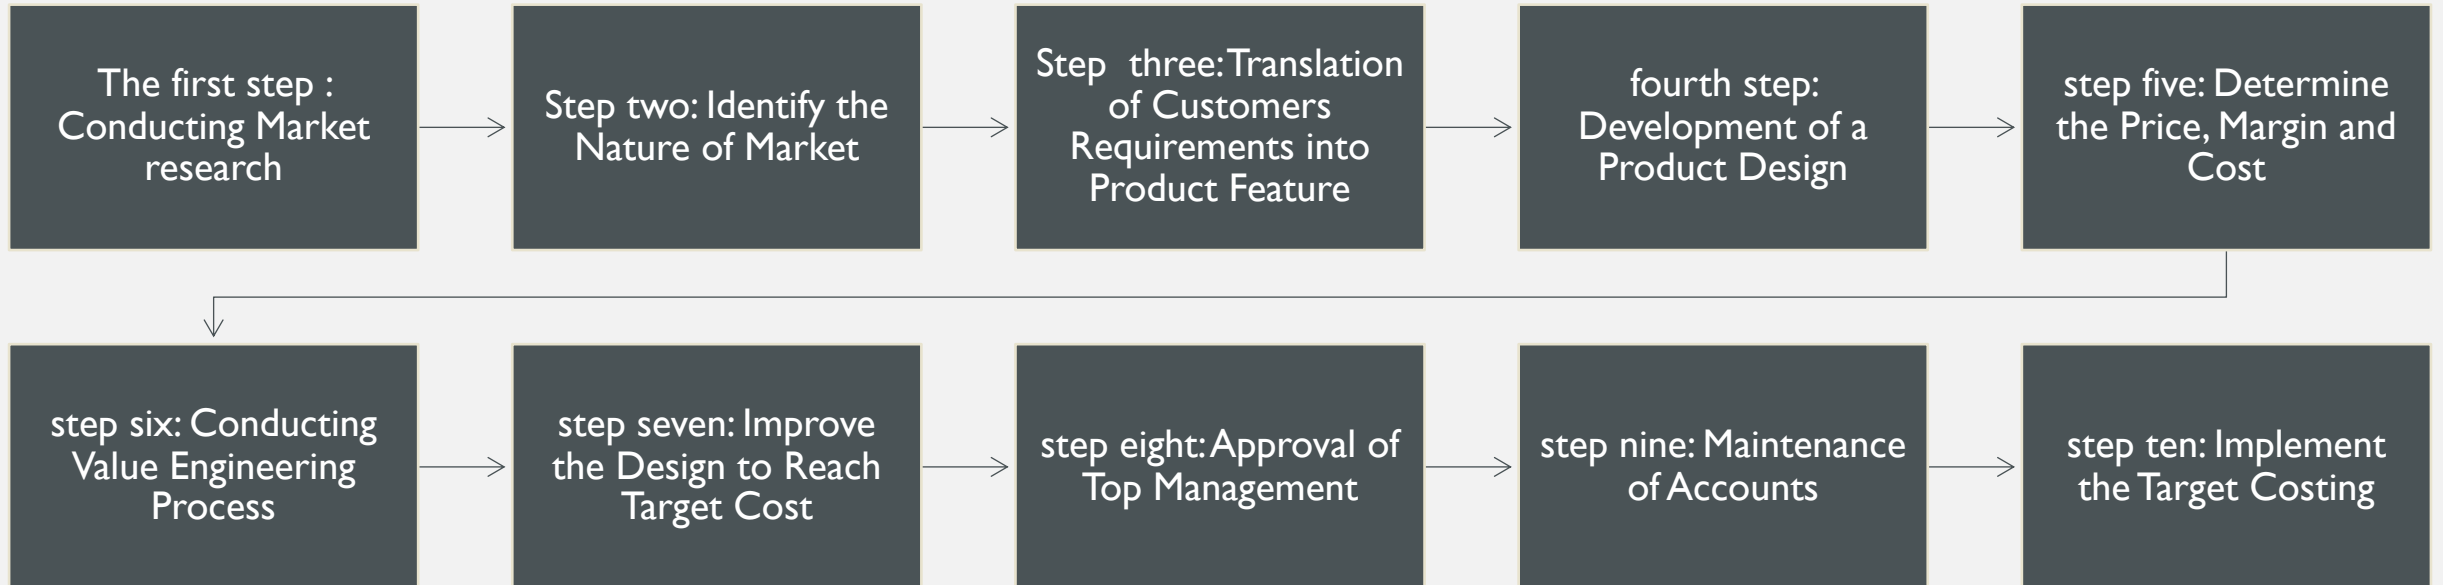 The first step :
Conducting Market
research
Step two: Identify the
Nature of Market
Step  three: Translation
of Customers
Requirements into
Product Feature
fourth step:
Development of a
Product Design
step five: Determine
the Price, Margin and
Cost
step six: Conducting
Value Engineering
Process
step seven: Improve
the Design to Reach
Target Cost
step eight: Approval of
Top Management
step nine: Maintenance
of Accounts
step ten: Implement
the Target Costing